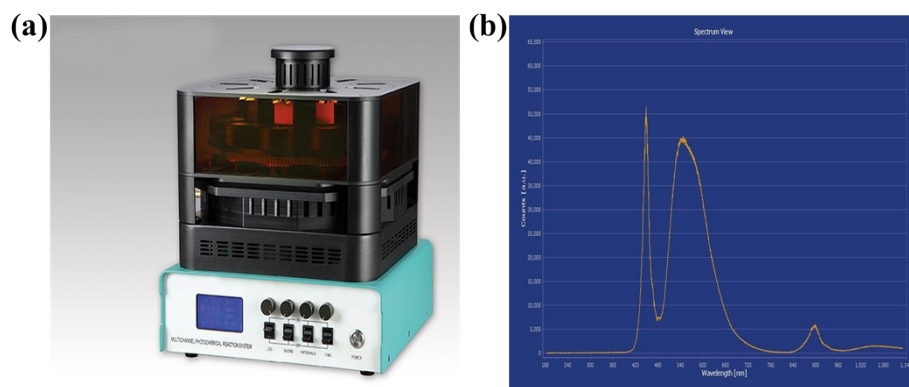 (a)
MULTICHANNEL PHOTOCHEMICAL REACTION SYSTEM
POWER
(b)
Spectrum View
Counts [a.u.]
65,000
60,000
55,000
50,000
45,000
40,000
35,000
30,000
25,000
20,000
15,000
10,000
5,000
0
180 240 300 360 420 480 540 600 660 720 780 840 900 960 1,020 1,080 1,14
Wavelength [nm]